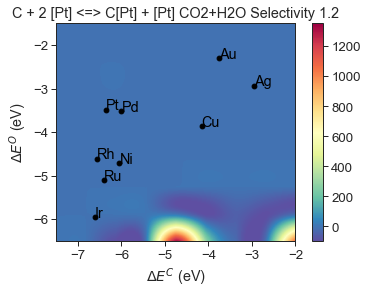 C + 2 [Pt] <=> C[Pt] + [Pt] CO2+H2O Selectivity 1.2
ΔE^O (eV)
−2
−3
−4
−5
−6
Au
Ag
Pt
Pd
Cu
Rh
Ni
Ru
Ir
−7
−6
−5
−4
−3
−2
ΔE^C (eV)
1200
1000
800
600
400
200
0